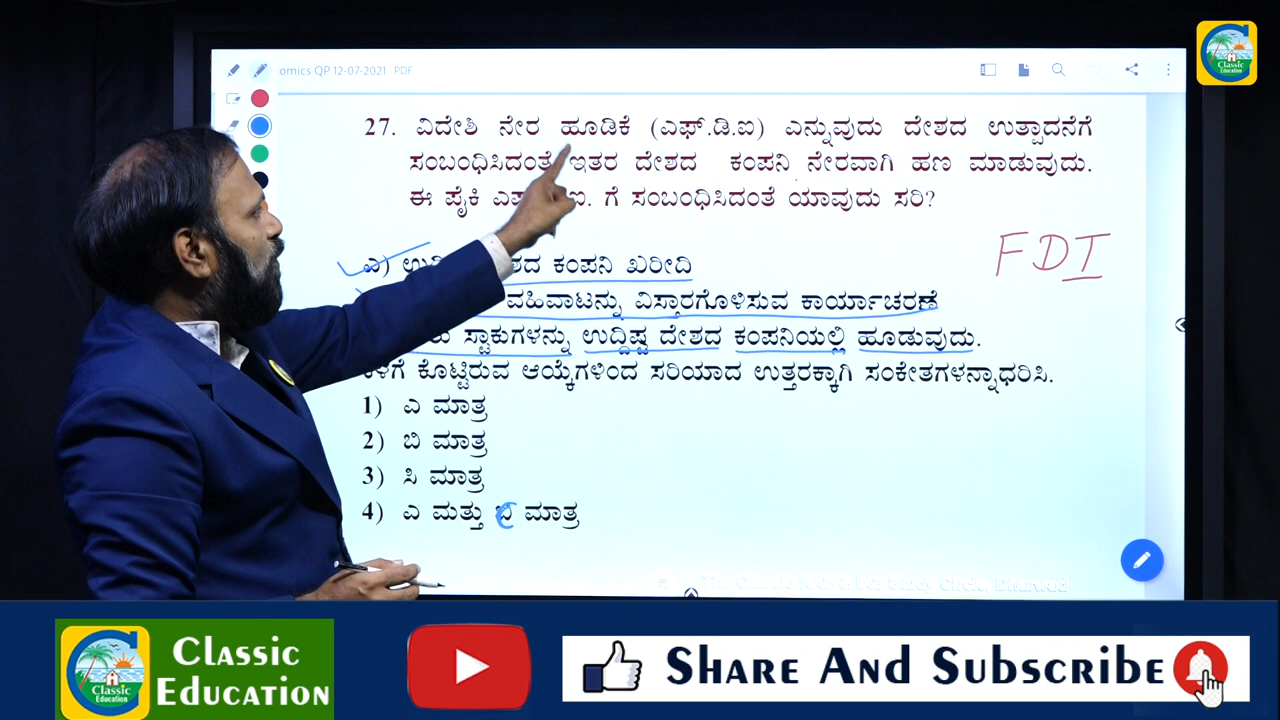 omics QP 12-07-2021 PDF
Classic
Education
27. ವಿದೇಶಿ ನೇರ ಹೂಡಿಕೆ (ಎಫ್.ಡಿ.ಐ) ಎನ್ನುವುದು ದೇಶದ ಉತ್ಪಾದನೆಗೆ
ಸಂಬಂಧಿಸಿದಂತೆ ಇತರ ದೇಶದ ಕಂಪನಿ ನೇರವಾಗಿ ಹಣ ಮಾಡುವುದು.
ಈ ಪೈಕಿ ಗೆ ಸಂಬಂಧಿಸಿದಂತೆ ಯಾವುದು ಸರಿ?
FDI
ಎ) ಕಂಪನಿ ಖರೀದಿ
ವಹಿವಾಟನ್ನು ವಿಸ್ತಾರಗೊಳಿಸುವ ಕಾರ್ಯಾಚರಣೆ
ಸ್ಟಾಕುಗಳನ್ನು ಉದ್ದಿಷ್ಟ ದೇಶದ ಕಂಪನಿಯಲ್ಲಿ ಹೂಡುವುದು.
ಕೊಟ್ಟಿರುವ ಆಯ್ಕೆಗಳಿಂದ ಸರಿಯಾದ ಉತ್ತರಕ್ಕಾಗಿ ಸಂಕೇತಗಳನ್ನಾಧರಿಸಿ.
1) ಎ ಮಾತ್ರ
2) ಬಿ ಮಾತ್ರ
3) ಸಿ ಮಾತ್ರ
4) ಎ ಮತ್ತು ಮಾತ್ರ
Classic
Education
Classic
Education
Share And Subscribe